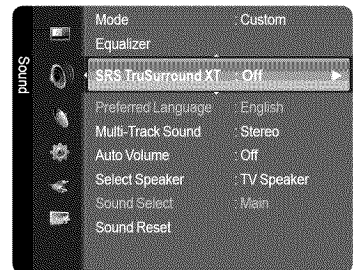 Sound
Mode : Custom
Equalizer
SRS TruSurround XT : Off
Preferred Language : English
Multi-Track Sound : Stereo
Auto Volume : Off
Select Speaker : TV Speaker
Sound Select : Main
Sound Reset